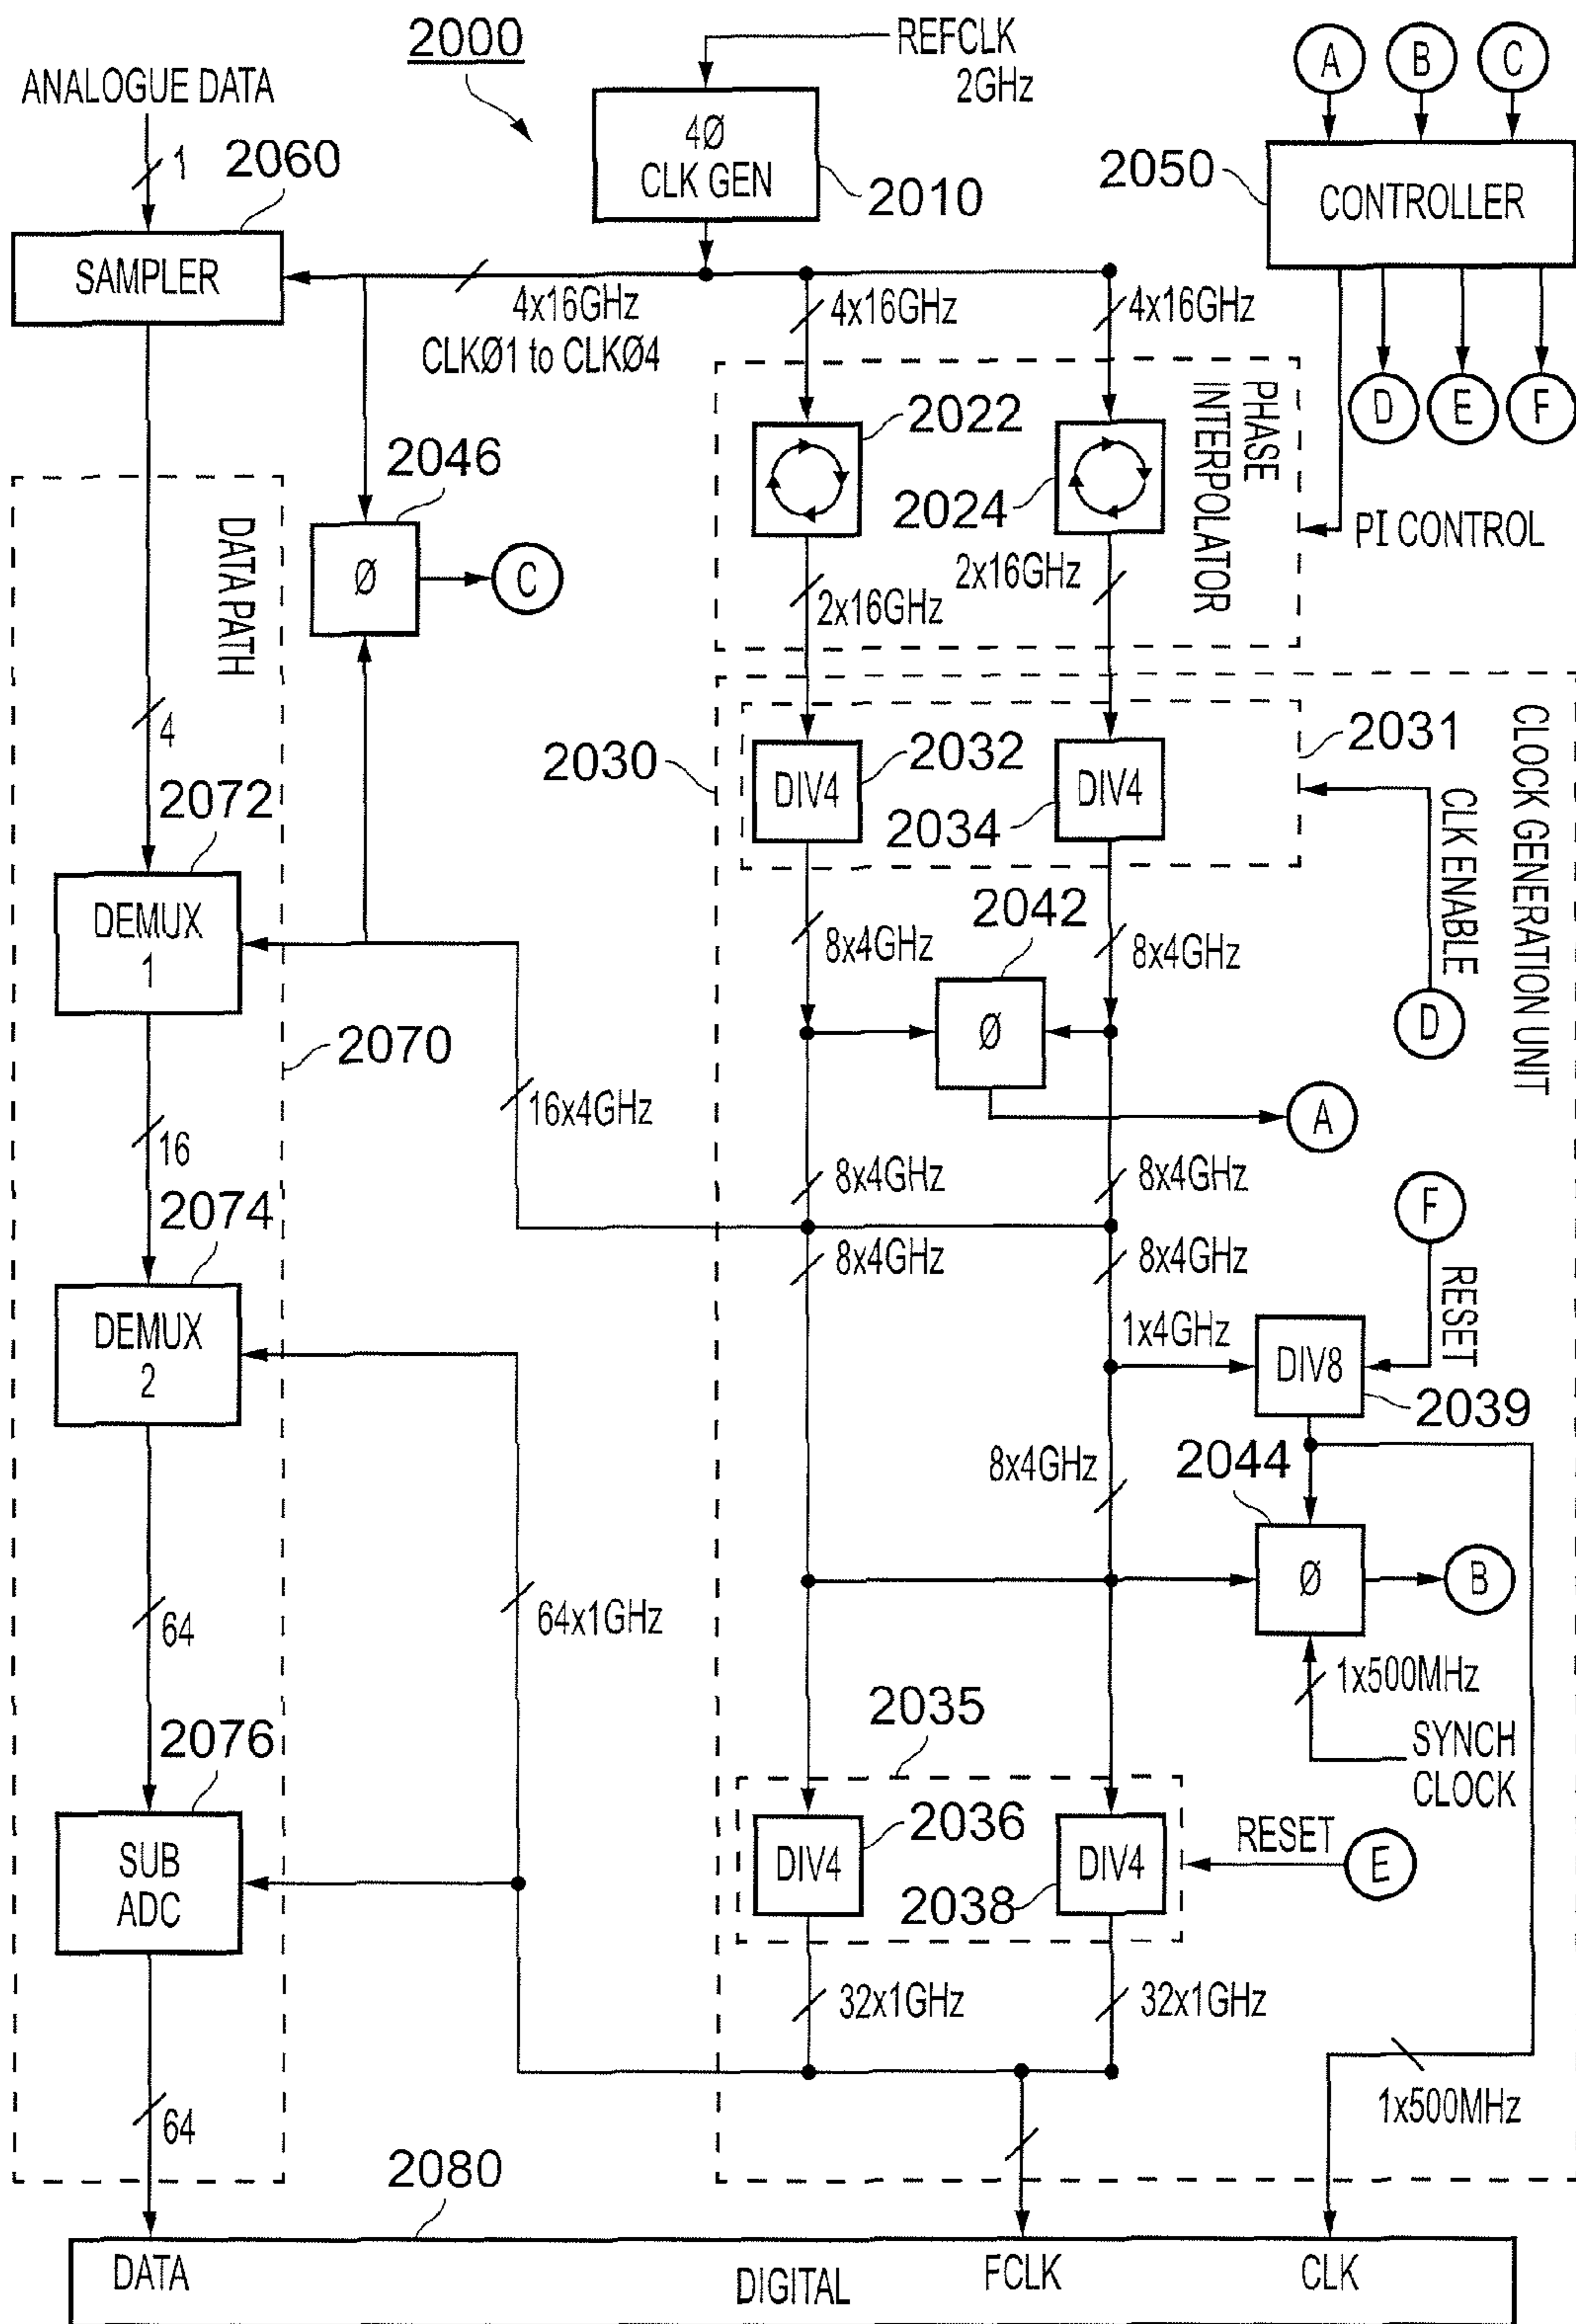 2000
REFCLK
2GHz
ANALOGUE DATA
1
2060
4Ø
CLK GEN
2010
A
B
C
2050
CONTROLLER
SAMPLER
4x16GHz
CLKØ1 to CLKØ4
4x16GHz
4x16GHz
D
E
F
PHASE
INTERPOLATOR
2022
2024
2046
Ø
C
PI CONTROL
2x16GHz
2x16GHz
DATA PATH
4
2030
DIV4
2032
2034
DIV4
2031
CLK ENABLE
CLOCK GENERATION UNIT
2072
DEMUX
1
8x4GHz
2042
8x4GHz
Ø
D
2070
16x4GHz
A
16
8x4GHz
8x4GHz
F
2074
8x4GHz
8x4GHz
RESET
DEMUX
2
1x4GHz
DIV8
2039
8x4GHz
2044
Ø
B
64
64x1GHz
1x500MHz
SYNCH
CLOCK
2035
2076
SUB
ADC
DIV4
2036
2038
DIV4
RESET
E
32x1GHz
32x1GHz
64
1x500MHz
2080
DATA
DIGITAL
FCLK
CLK